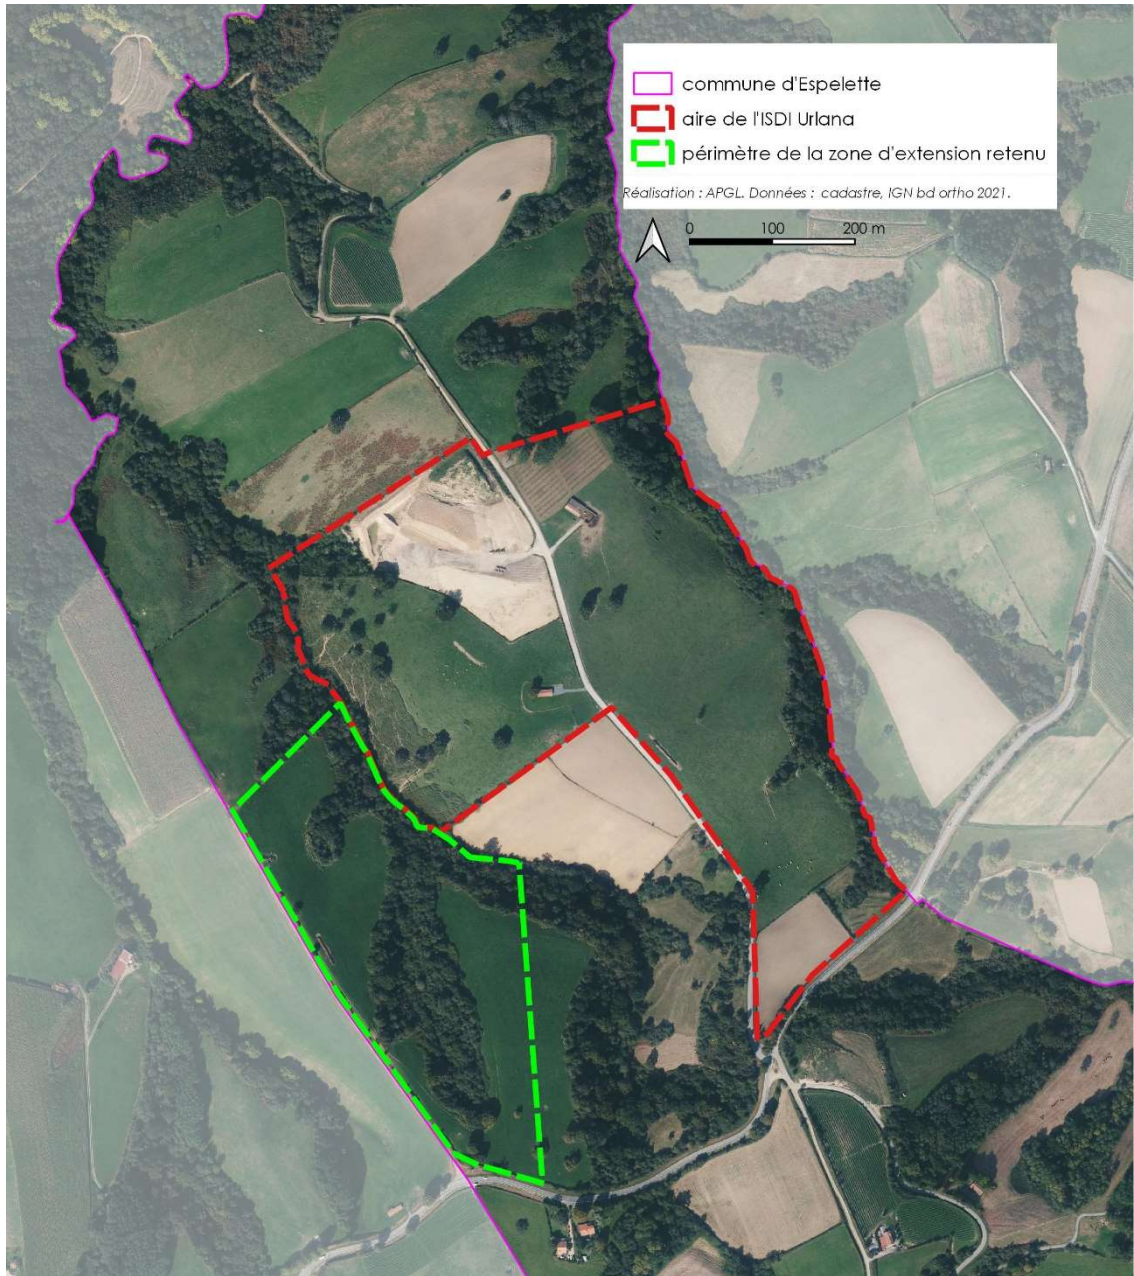 commune d'Espelette
aire de l'ISDI Urlana
périmètre de la zone d'extension retenu
Réalisation : APGL. Données : cadastre, IGN bd ortho 2021.
0 100 200 m